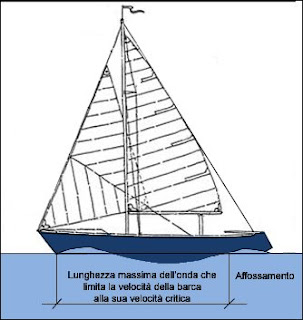 Lunghezza massima dell'onda che
limita la velocità della barca
alla sua velocità critica
Affossamento